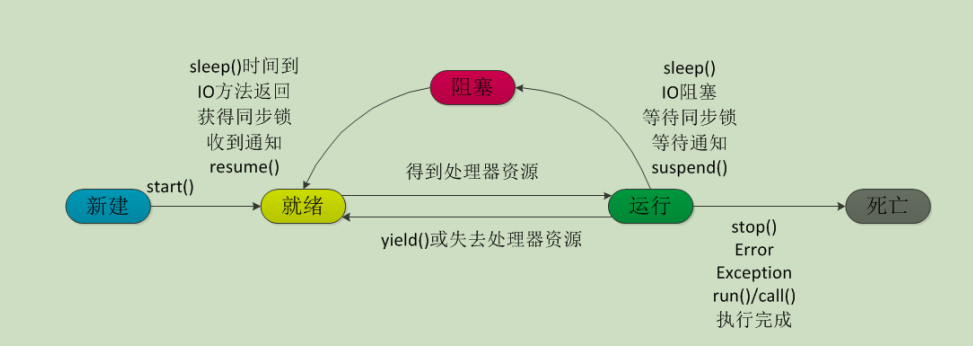 sleep()时间到
IO方法返回
获得同步锁
收到通知
resume()
阻塞
sleep()
IO阻塞
等待同步锁
等待通知
suspend()
得到处理器资源
新建
start()
就绪
运行
死亡
yield()或失去处理器资源
stop()
Error
Exception
run()/call()
执行完成